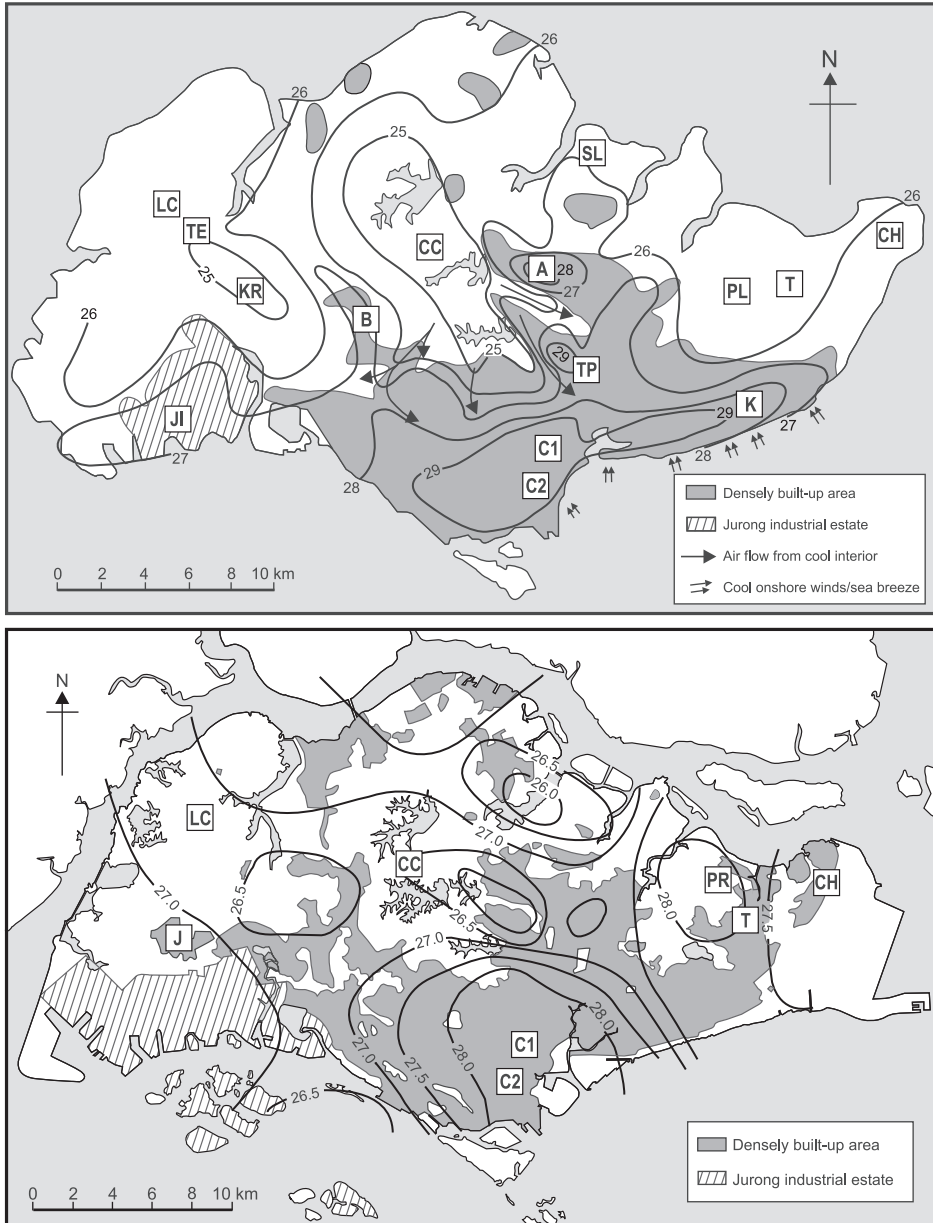 26
26
26
N
25
SL
LC
26
TE
CC
CH
A
28
26
25
KR
27
PL
T
26
B
25
29
TP
JI
29
K
27
C1
28
27
29
28
C2
Densely built-up area
Jurong industrial estate
Air flow from cool interior
Cool onshore winds/sea breeze
0 2 4 6 8 10 km
N
26.5
26.0
LC
27.0
CC
PR
CH
27.0
26.5
28.0
T
27.5
26.5
J
27.0
28.0
C1
27.0
27.5
28.0
C2
26.5
Densely built-up area
Jurong industrial estate
0 2 4 6 8 10 km